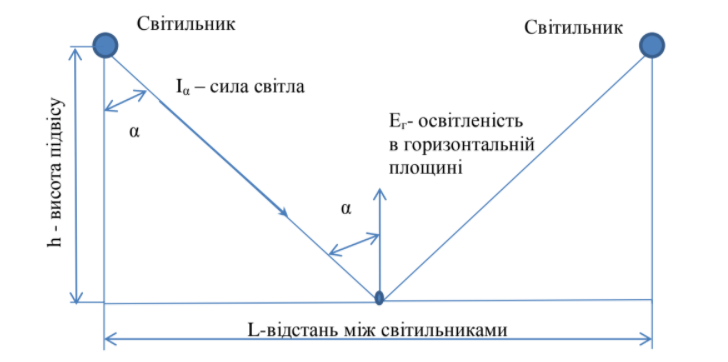 Світильник
Світильник
Iα – сила світла
Eг- освітленість
в горизонтальній
площині
α
α
h - висота підвісу
L-відстань між світильниками